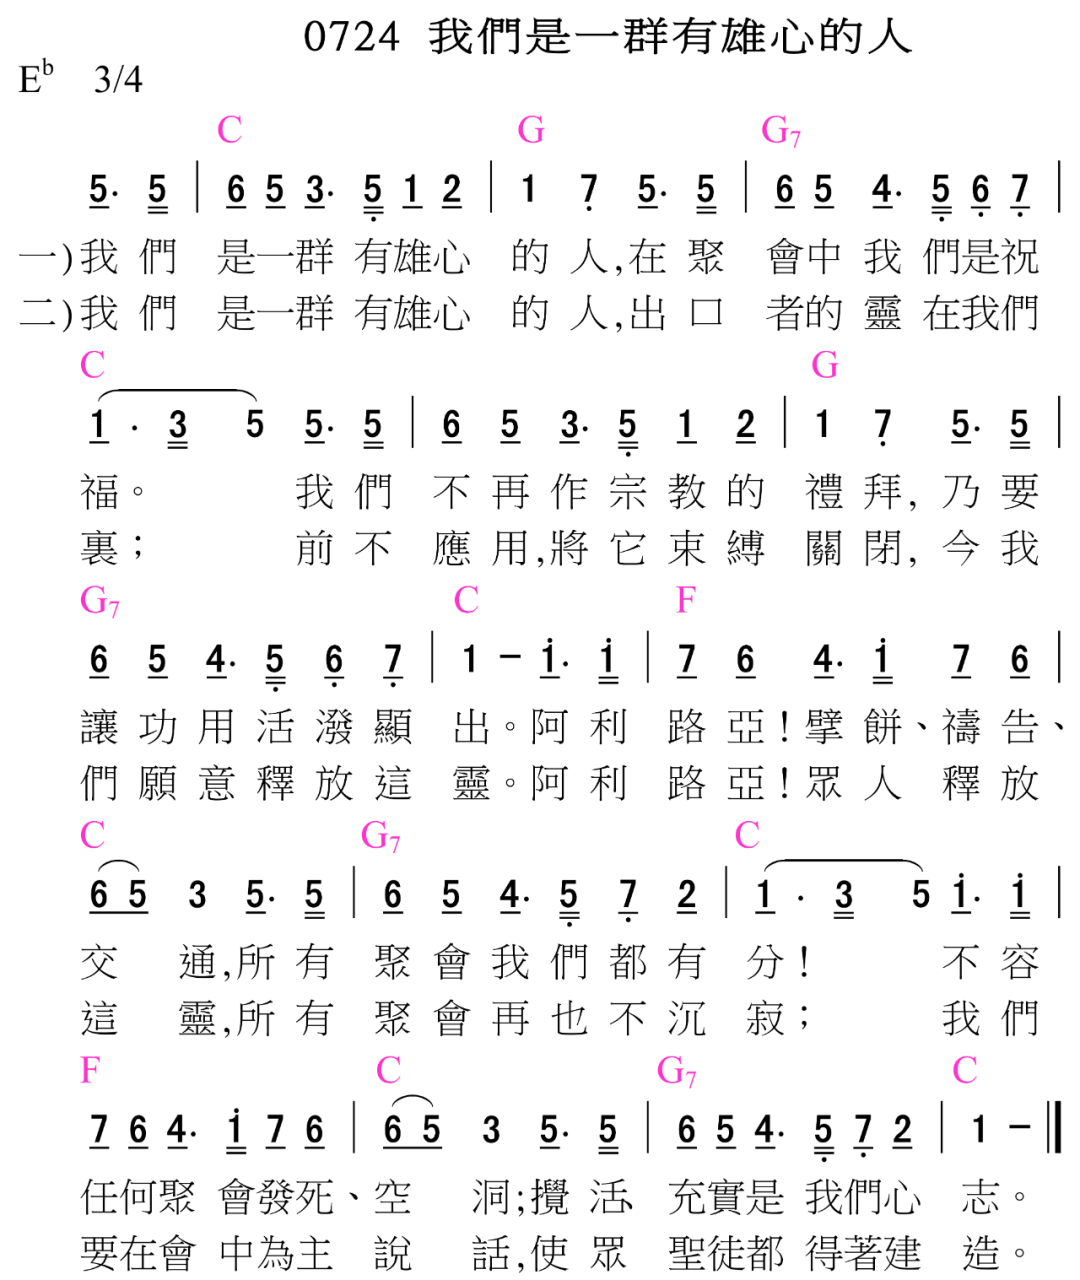 0724 我們是一群有雄心的人
E♭ 3/4
C G G7
5. 5 | 6 5 3. 5 1 2 | 1 7 5. 5 | 6 5 4. 5 6 7 |
一)我們 是一群 有雄心 的人,在聚 會中我 們是祝
二)我們 是一群 有雄心 的人,出口 者的靈 在我們
C G
1 . 3 5 5. 5 | 6 5 3. 5 1 2 | 1 7 5. 5 |
福。 我們 不再作宗教的 禮拜,乃要
裏; 前不 應用,將它束縛 關閉,今我
G7 C F
6 5 4. 5 6 7 | 1 – i. i | 7 6 4. i 7 6 |
讓功用活潑顯 出。阿利 路亞!擘餅、禱告、
們願意釋放這 靈。阿利 路亞!眾人 釋放
C G7 C
6 5 3 5. 5 | 6 5 4. 5 7 2 | 1 . 3 5 i. i |
交 通,所有 聚會我們都有 分! 不容
這 靈,所有 聚會再也不沉 寂; 我們
F C G7 C
7 6 4. i 7 6 | 6 5 3 5. 5 | 6 5 4. 5 7 2 | 1 – ‖
任何聚 會發死、空 洞;攪活、充實是 我們心 志。
要在會 中為主 說 話,使眾 聖徒都 得著建 造。